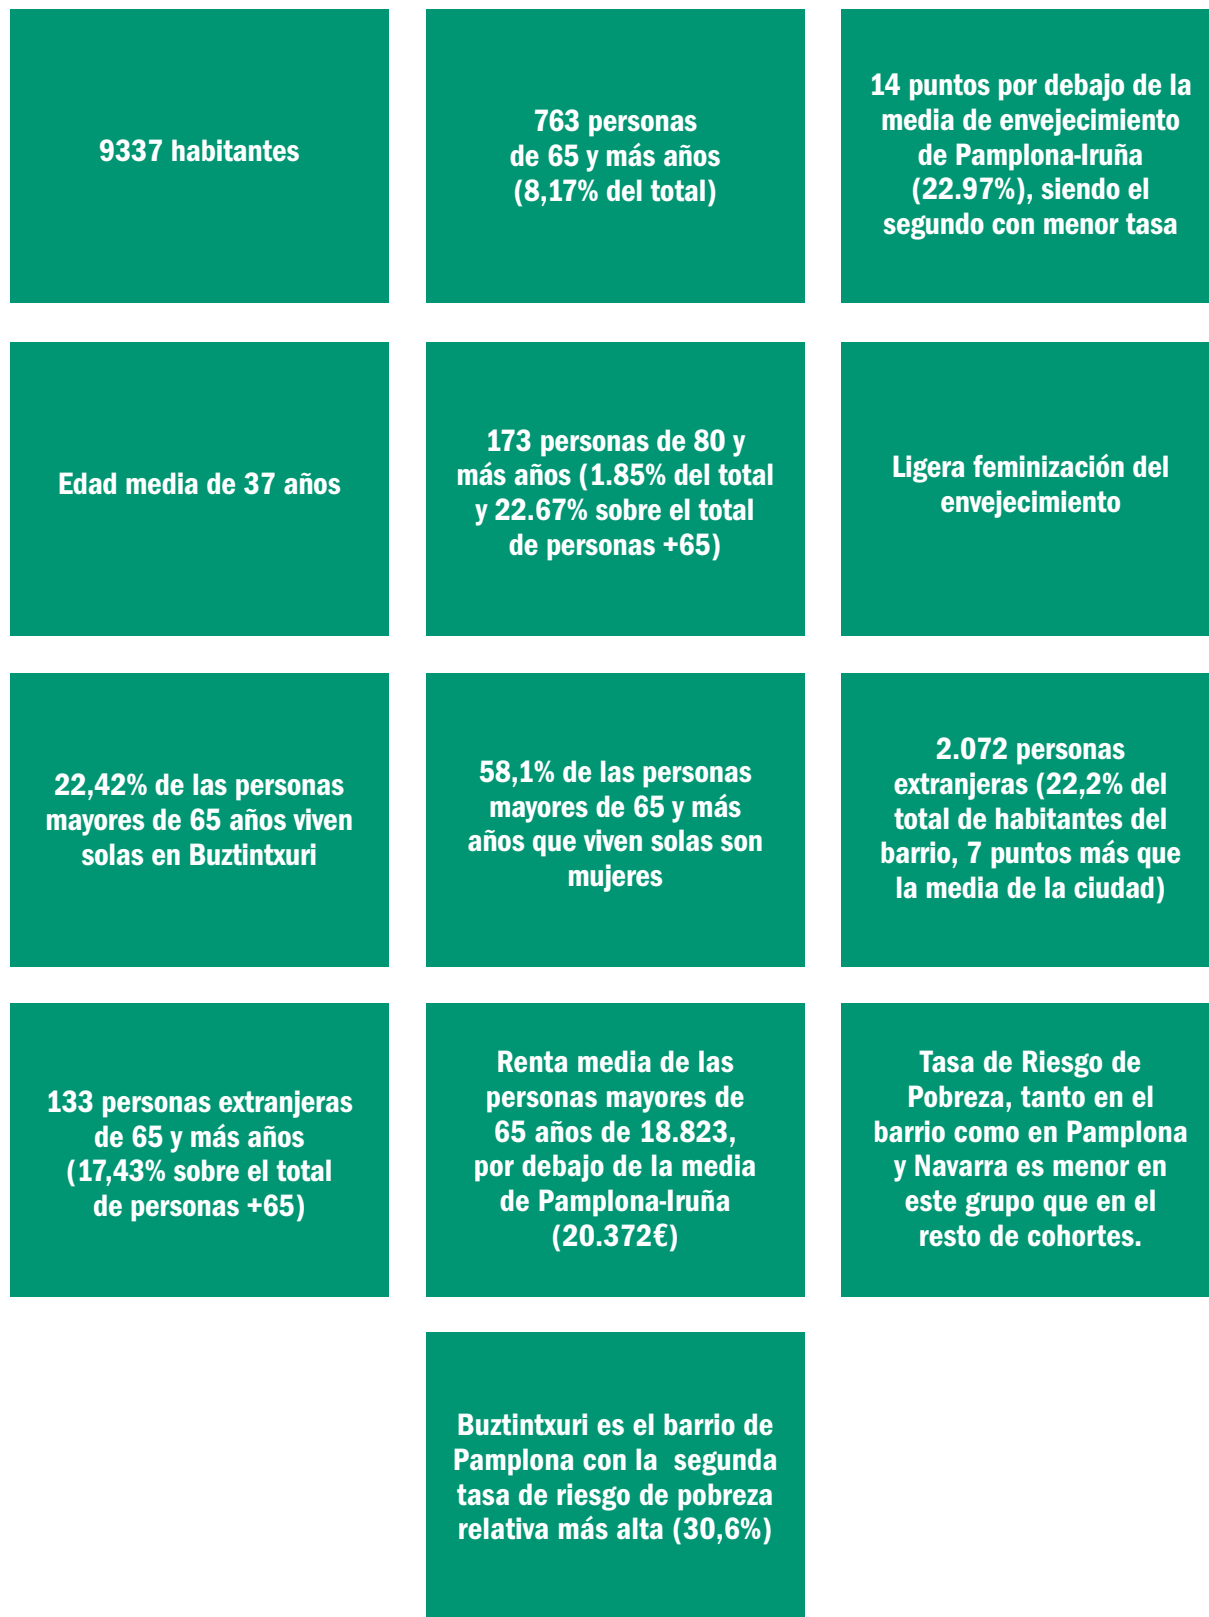 9337 habitantes
763 personas
de 65 y más años
(8,17% del total)
14 puntos por debajo de la
media de envejecimiento
de Pamplona-Iruña
(22.97%), siendo el
segundo con menor tasa
Edad media de 37 años
173 personas de 80 y
más años (1.85% del total
y 22.67% sobre el total
de personas +65)
Ligera feminización del
envejecimiento
22,42% de las personas
mayores de 65 años viven
solas en Buztintxuri
58,1% de las personas
mayores de 65 y más
años que viven solas son
mujeres
2.072 personas
extranjeras (22,2% del
total de habitantes del
barrio, 7 puntos más que
la media de la ciudad)
133 personas extranjeras
de 65 y más años
(17,43% sobre el total
de personas +65)
Renta media de las
personas mayores de
65 años de 18.823,
por debajo de la media
de Pamplona-Iruña
(20.372€)
Tasa de Riesgo de
Pobreza, tanto en el
barrio como en Pamplona
y Navarra es menor en
este grupo que en el
resto de cohortes.
Buztintxuri es el barrio de
Pamplona con la  segunda
tasa de riesgo de pobreza
relativa más alta (30,6%)